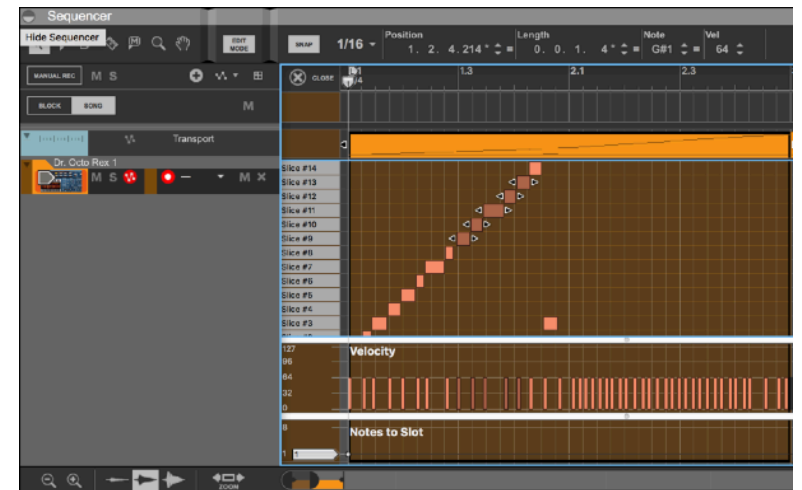 Sequencer
Hide Sequencer
EDIT MODE
SNAP
1/16
Position
1. 2. 4.214*
Length
0. 0. 1. 4*
Note
G#1
Vel
64
MANUAL REC
M S
CLOSE
1.3
2.1
2.3
BLOCK
SONG
M
Transport
Dr. Octo Rex 1
M S
M
Slice #14
Slice #13
Slice #12
Slice #11
Slice #10
Slice #9
Slice #8
Slice #7
Slice #6
Slice #5
Slice #4
Slice #3
127
96
64
32
0
Velocity
8
1
1
Notes to Slot
ZOOM